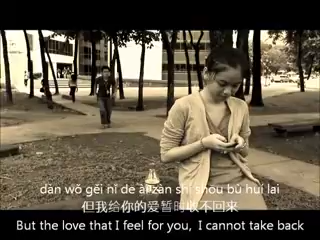 dàn wǒ gěi nǐ de ài zàn shí shōu bù huí lai
但我给你的爱暂时收不回来
But the love that I feel for you, I cannot take back